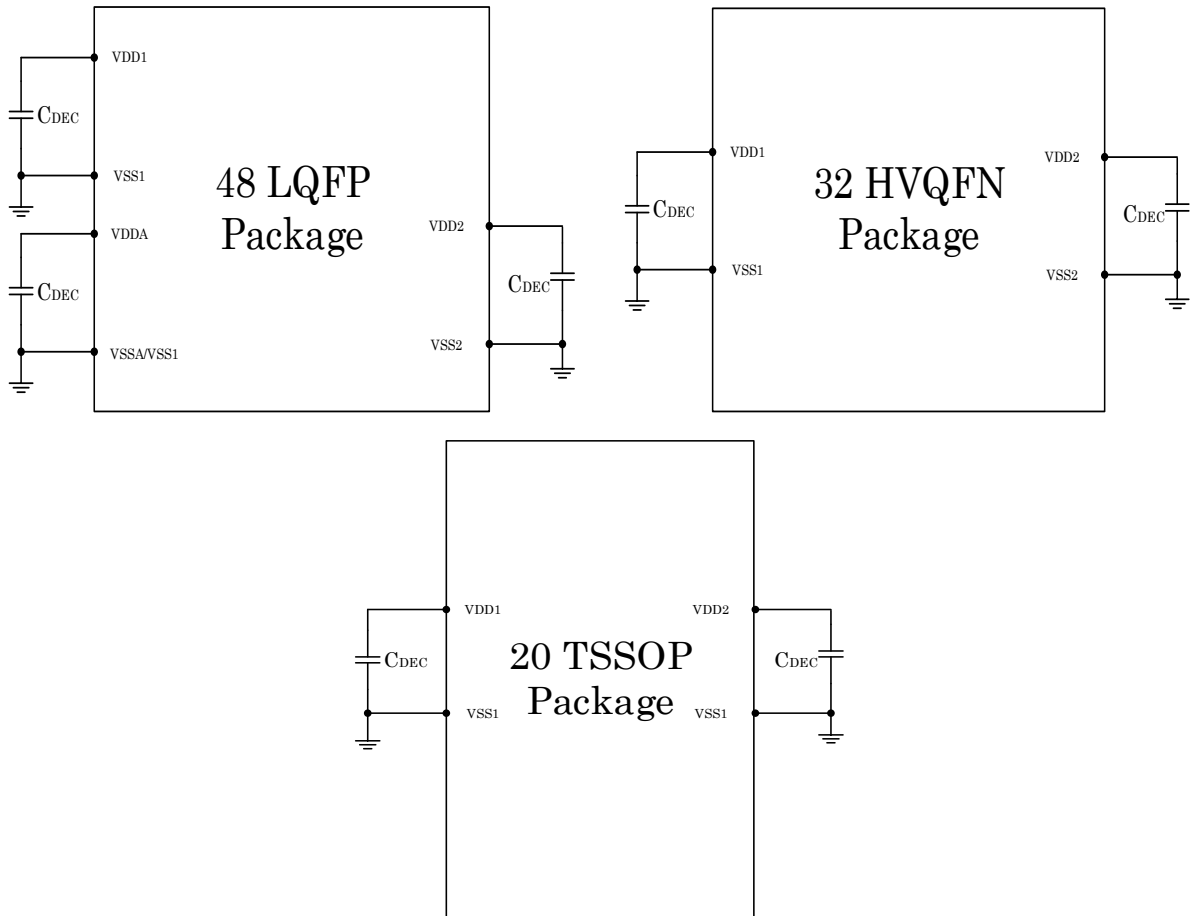 VDD1
CDEC
VSS1
VDDA
CDEC
VSSA/VSS1
48 LQFP
Package
VDD2
CDEC
VSS2
VDD1
CDEC
VSS1
32 HVQFN
Package
VDD2
CDEC
VSS2
VDD1
CDEC
VSS1
20 TSSOP
Package
VDD2
CDEC
VSS1